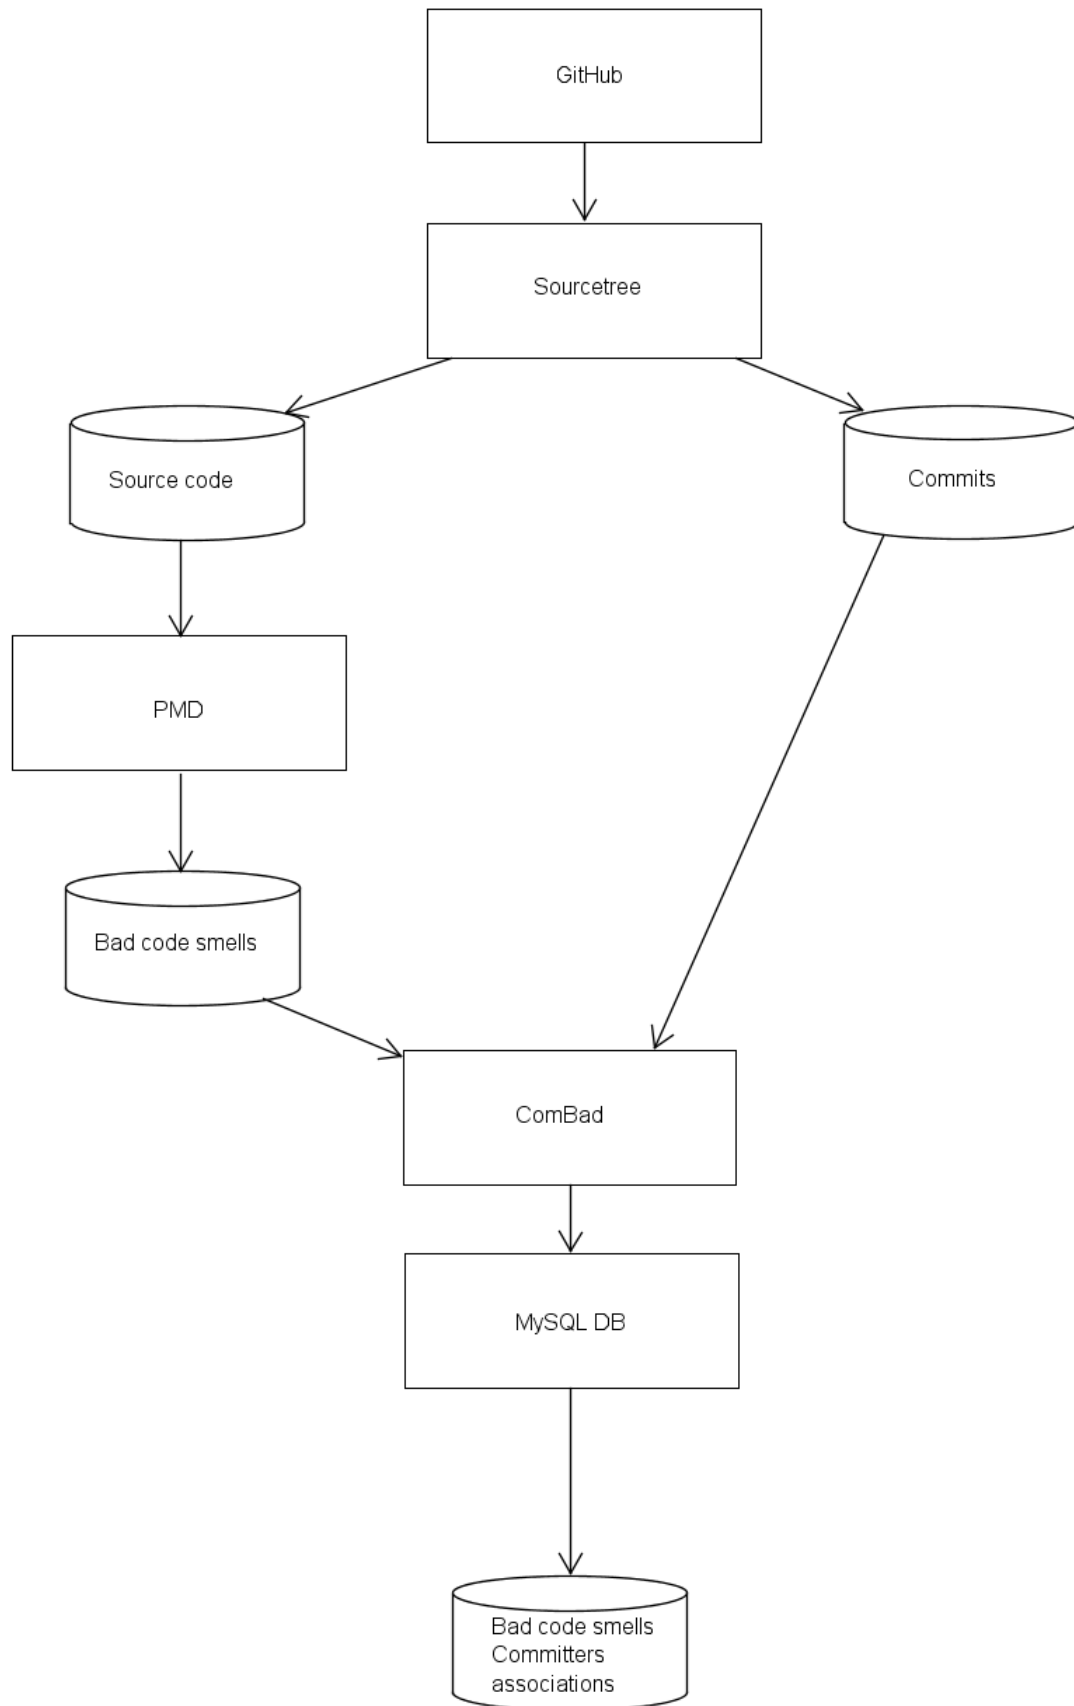 GitHub
Sourcetree
Source code
Commits
PMD
Bad code smells
ComBad
MySQL DB
Bad code smells
Committers
associations